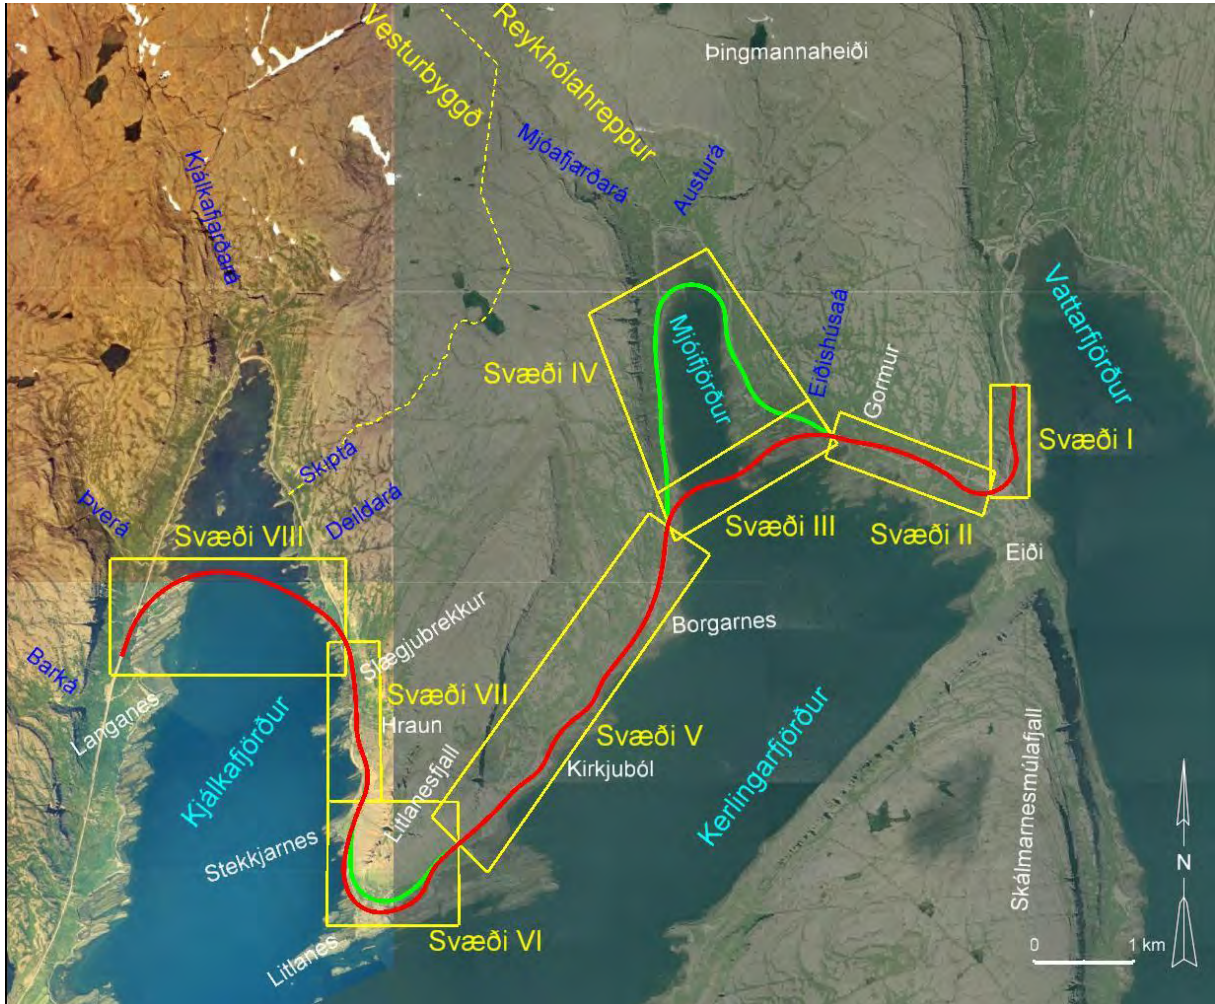 Vesturbyggð
Reykhólahreppur
Þingmannaheiði
Mjóafjarðará
Austurá
Kjálkafjarðará
Vattarfjörður
Eiðishúsaá
Mjóifjörður
Gormur
Svæði IV
Svæði I
Skiptá
Deildará
Þverá
Svæði VIII
Svæði III
Svæði II
Eiði
Slægjubrekkur
Borgarnes
Barká
Langanes
Svæði VII
Hraun
Svæði V
Kirkjuból
Kjálkafjörður
Litlanesfjall
Kerlingarfjörður
Skálmarnesmúlafjall
Stekkjarnes
N
Svæði VI
Litlanes
0 1 km